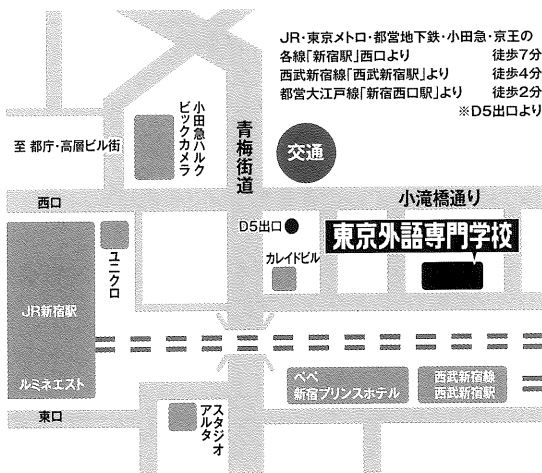 JR・東京メトロ・都営地下鉄・小田急・京王の
各線「新宿駅」西口より 徒歩7分
西武新宿線「西武新宿駅」より 徒歩4分
都営大江戸線「新宿西口駅」より 徒歩2分
※D5出口より
小田急ハルク
ビックカメラ
青梅街道
交通
至 都庁・高層ビル街
西口
小滝橋通り
D5出口
東京外語専門学校
ユニクロ
カレイドビル
JR新宿駅
ルミネエスト
ペペ
新宿プリンスホテル
西武新宿線
西武新宿駅
東口
スタジオ
アルタ